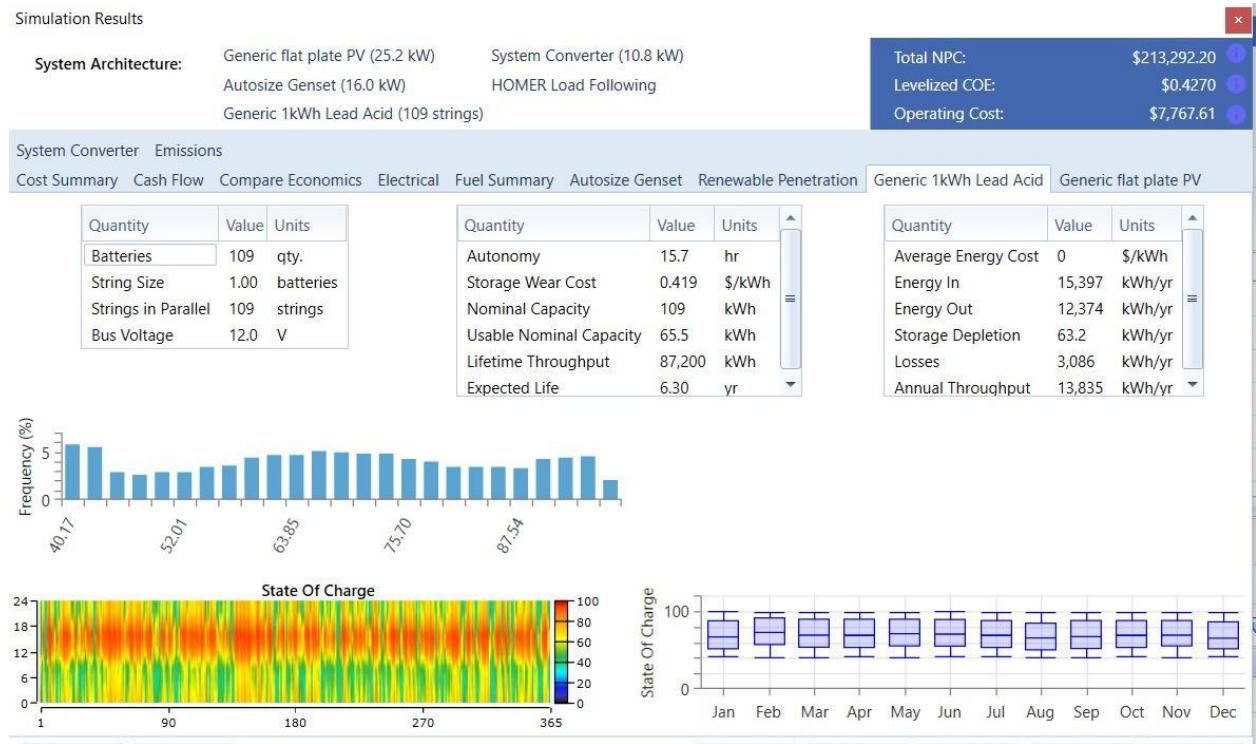 Simulation Results
System Architecture:
Generic flat plate PV (25.2 kW) System Converter (10.8 kW)
Autosize Genset (16.0 kW) HOMER Load Following
Generic 1kWh Lead Acid (109 strings)
Total NPC: $213,292.20
Levelized COE: $0.4270
Operating Cost: $7,767.61
System Converter Emissions
Cost Summary Cash Flow Compare Economics Electrical Fuel Summary Autosize Genset Renewable Penetration Generic 1kWh Lead Acid Generic flat plate PV
Quantity Value Units
Batteries 109 qty.
String Size 1.00 batteries
Strings in Parallel 109 strings
Bus Voltage 12.0 V
Quantity Value Units
Autonomy 15.7 hr
Storage Wear Cost 0.419 $/kWh
Nominal Capacity 109 kWh
Usable Nominal Capacity 65.5 kWh
Lifetime Throughput 87,200 kWh
Expected Life 6.30 yr
Quantity Value Units
Average Energy Cost 0 $/kWh
Energy In 15,397 kWh/yr
Energy Out 12,374 kWh/yr
Storage Depletion 63.2 kWh/yr
Losses 3,086 kWh/yr
Annual Throughput 13,835 kWh/yr
Frequency (%)
5
0
40.17 52.01 63.85 75.70 87.54
State Of Charge
24
18
12
6
0
1 90 180 270 365
100
80
60
40
20
0
State Of Charge
100
0
Jan Feb Mar Apr May Jun Jul Aug Sep Oct Nov Dec